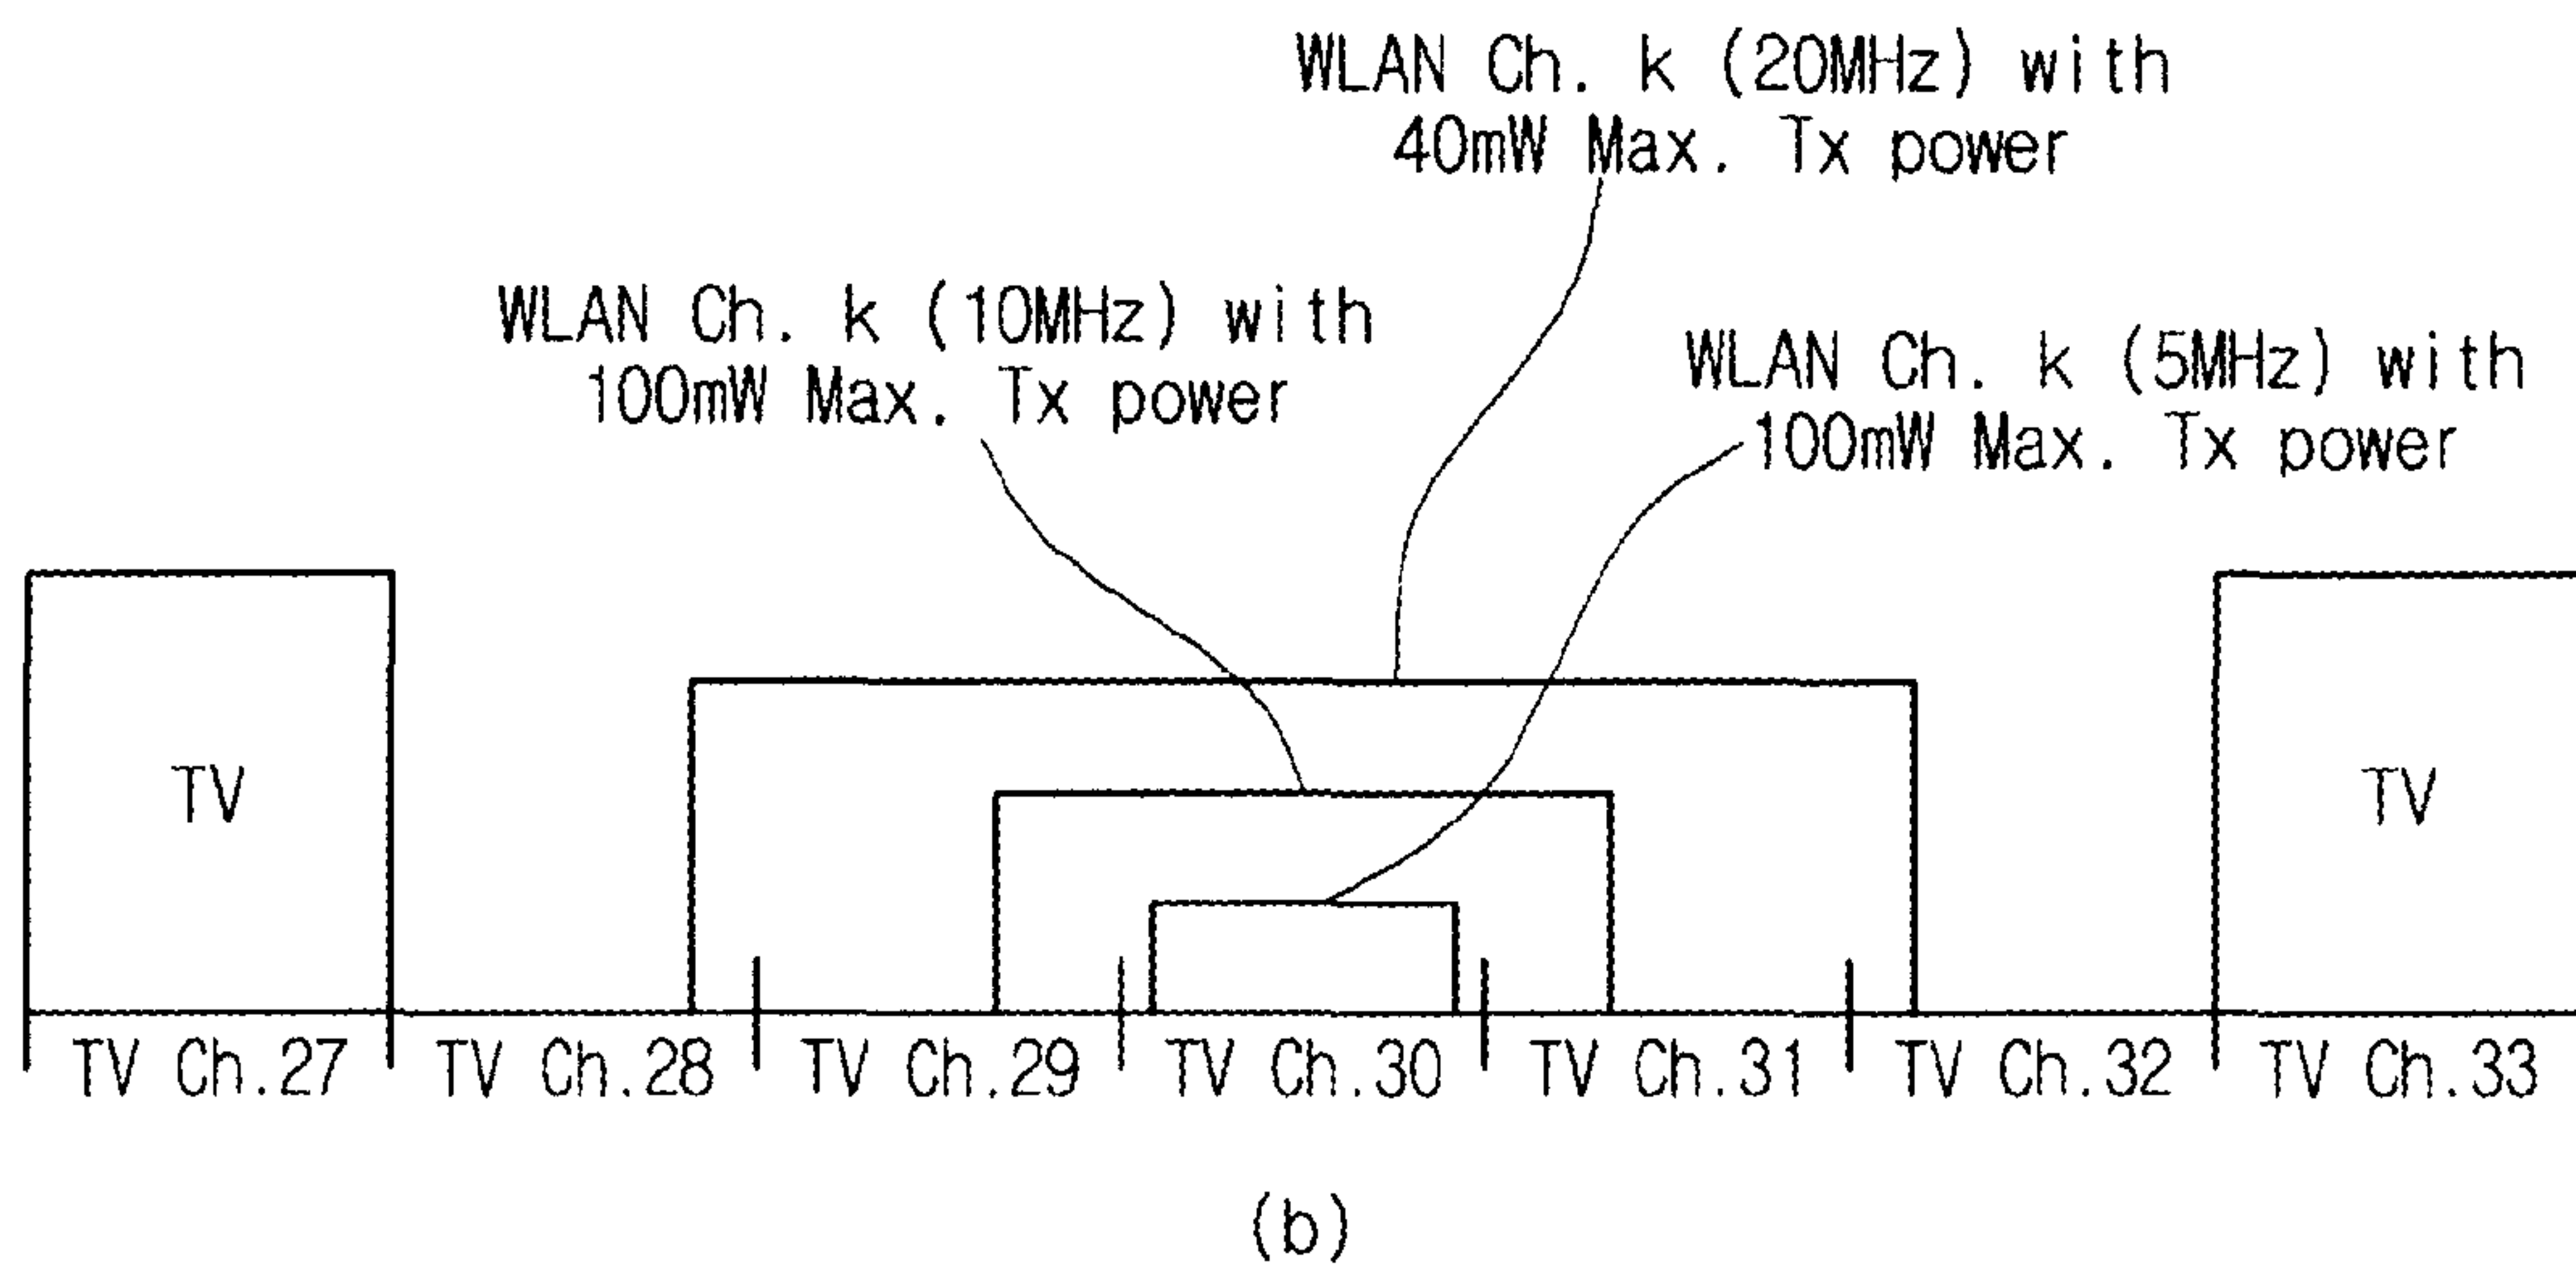 WLAN Ch. k (20MHz) with
40mW Max. Tx power
WLAN Ch. k (10MHz) with
100mW Max. Tx power
WLAN Ch. k (5MHz) with
100mW Max. Tx power
TV
TV
TV Ch.27
TV Ch.28
TV Ch.29
TV Ch.30
TV Ch.31
TV Ch.32
TV Ch.33
(b)